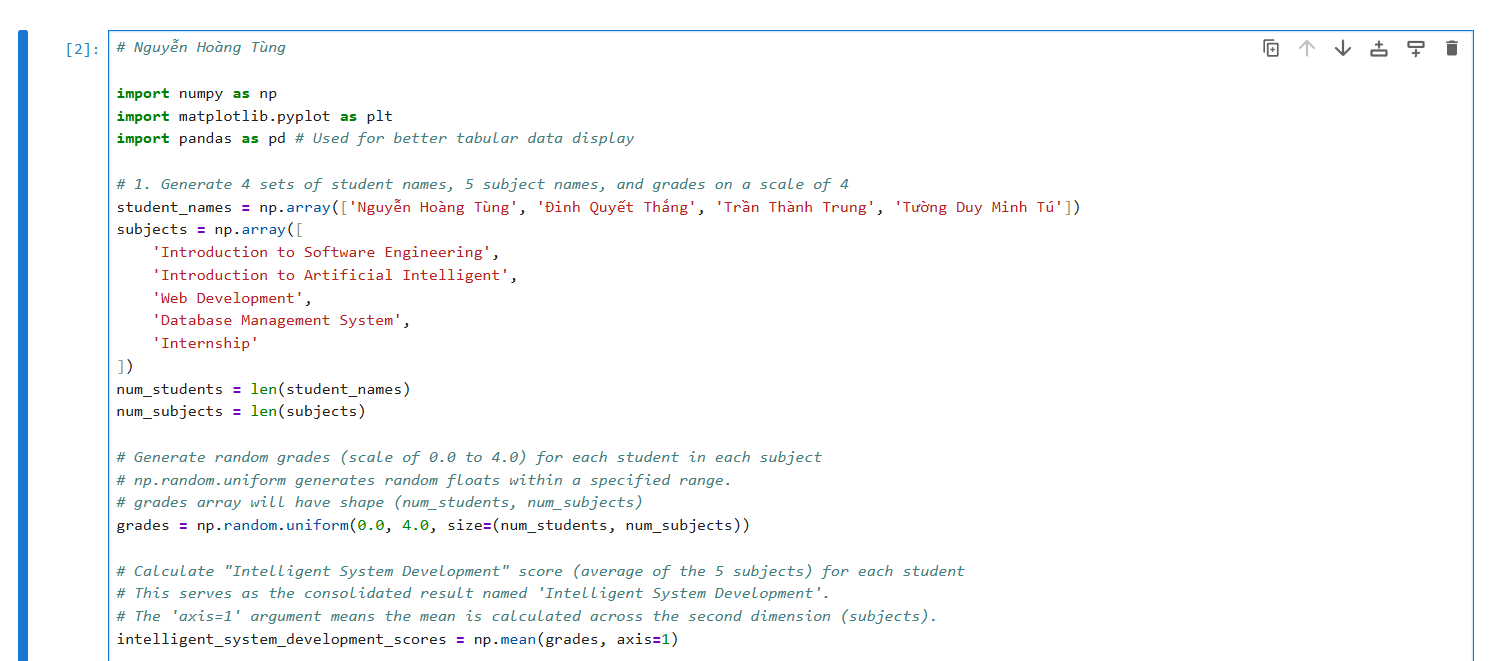 [2]: # Nguyễn Hoàng Tùng
import numpy as np
import matplotlib.pyplot as plt
import pandas as pd # Used for better tabular data display
# 1. Generate 4 sets of student names, 5 subject names, and grades on a scale of 4
student_names = np.array(['Nguyễn Hoàng Tùng', 'Đinh Quyết Thắng', 'Trần Thành Trung', 'Tường Duy Minh Tú'])
subjects = np.array([
    'Introduction to Software Engineering',
    'Introduction to Artificial Intelligent',
    'Web Development',
    'Database Management System',
    'Internship'
])
num_students = len(student_names)
num_subjects = len(subjects)
# Generate random grades (scale of 0.0 to 4.0) for each student in each subject
# np.random.uniform generates random floats within a specified range.
# grades array will have shape (num_students, num_subjects)
grades = np.random.uniform(0.0, 4.0, size=(num_students, num_subjects))
# Calculate "Intelligent System Development" score (average of the 5 subjects) for each student
# This serves as the consolidated result named 'Intelligent System Development'.
# The 'axis=1' argument means the mean is calculated across the second dimension (subjects).
intelligent_system_development_scores = np.mean(grades, axis=1)